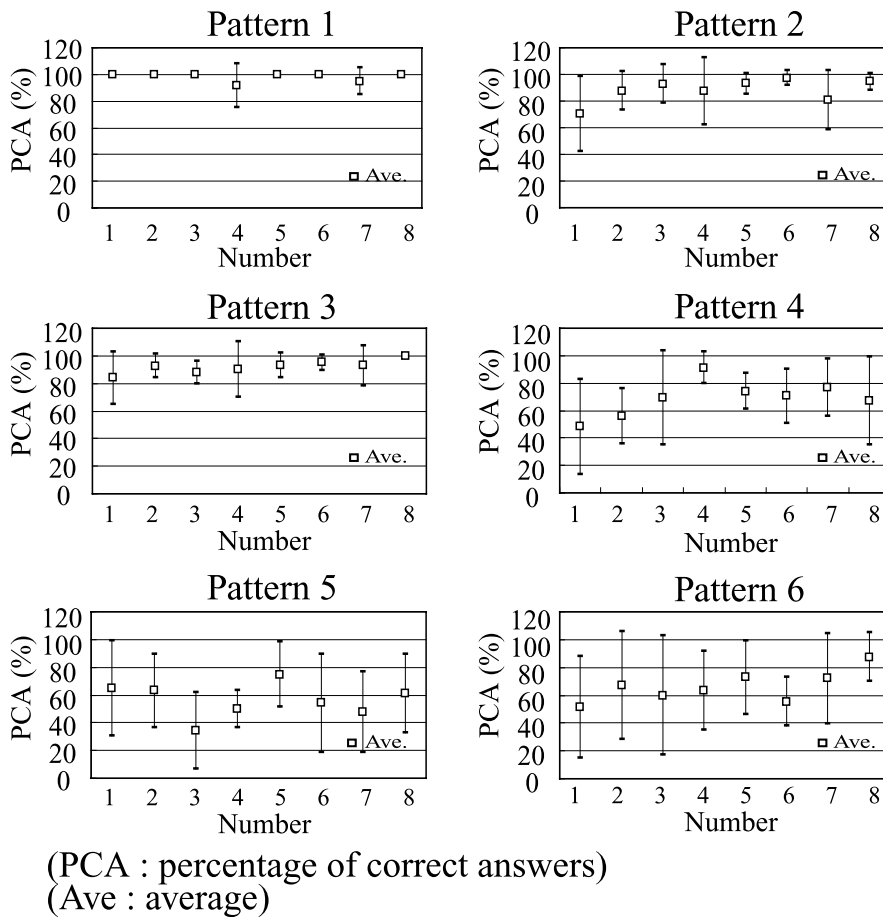 Pattern 1
120
100
80
60
40
20
0
PCA (%)
Ave.
1 2 3 4 5 6 7 8
Number
Pattern 2
120
100
80
60
40
20
0
PCA (%)
Ave.
1 2 3 4 5 6 7 8
Number
Pattern 3
120
100
80
60
40
20
0
PCA (%)
Ave.
1 2 3 4 5 6 7 8
Number
Pattern 4
120
100
80
60
40
20
0
PCA (%)
Ave.
1 2 3 4 5 6 7 8
Number
Pattern 5
120
100
80
60
40
20
0
PCA (%)
Ave.
1 2 3 4 5 6 7 8
Number
Pattern 6
120
100
80
60
40
20
0
PCA (%)
Ave.
1 2 3 4 5 6 7 8
Number
(PCA : percentage of correct answers)
(Ave : average)